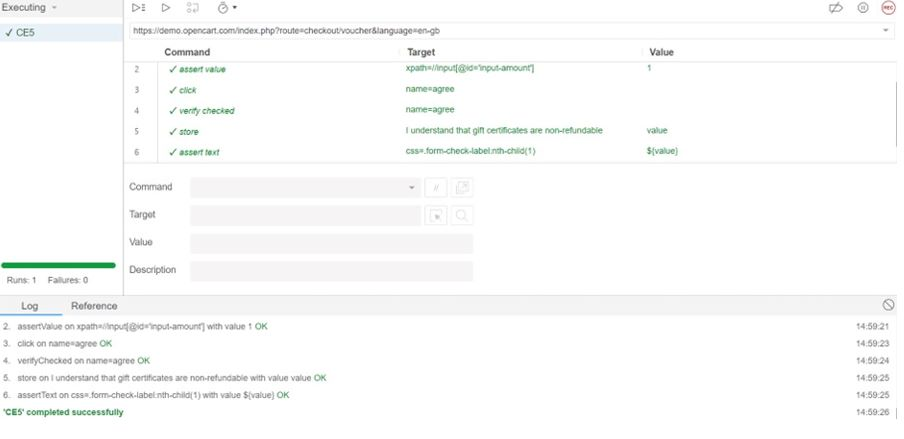 Executing
✓ CE5
REC
https://demo.opencart.com/index.php?route=checkout/voucher&language=en-gb
Command Target Value
2 ✓ assert value xpath=//input[@id='input-amount'] 1
3 ✓ click name=agree
4 ✓ verify checked name=agree
5 ✓ store I understand that gift certificates are non-refundable value
6 ✓ assert text css=.form-check-label:nth-child(1) ${value}
Command //
Target
Value
Description
Runs: 1 Failures: 0
Log Reference
2. assertValue on xpath=//input[@id='input-amount'] with value 1 OK 14:59:21
3. click on name=agree OK 14:59:23
4. verifyChecked on name=agree OK 14:59:24
5. store on I understand that gift certificates are non-refundable with value value OK 14:59:25
6. assertText on css=.form-check-label:nth-child(1) with value ${value} OK 14:59:25
'CE5' completed successfully 14:59:26